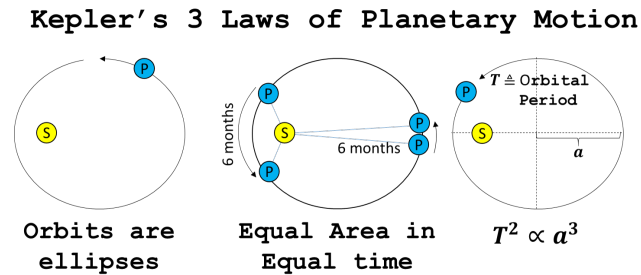 Kepler's 3 Laws of Planetary Motion
P
S
P
P
S
P
P
6 months
6 months
P
S
T ≜ Orbital
Period
a
Orbits are
ellipses
Equal Area in
Equal time
T² ∝ a³